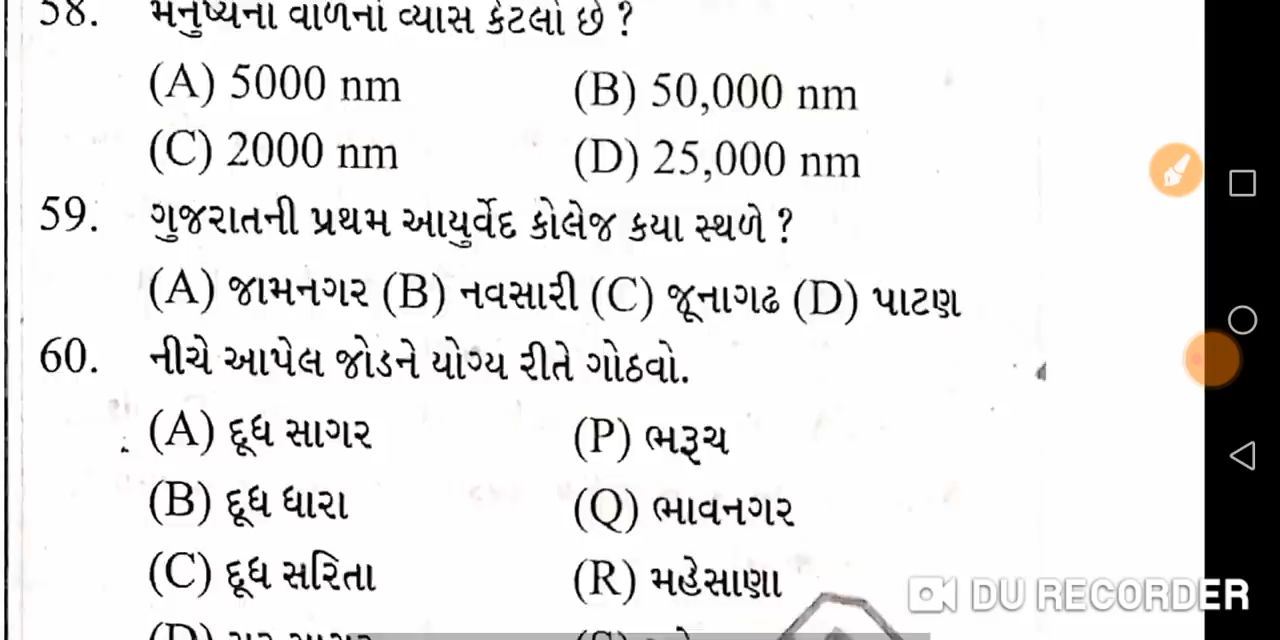 58. મનુષ્યના વાળનો વ્યાસ કેટલો છે ?
(A) 5000 nm (B) 50,000 nm
(C) 2000 nm (D) 25,000 nm
59. ગુજરાતની પ્રથમ આયુર્વેદ કોલેજ કયા સ્થળે ?
(A) જામનગર (B) નવસારી (C) જૂનાગઢ (D) પાટણ
60. નીચે આપેલ જોડને યોગ્ય રીતે ગોઠવો.
(A) દૂધ સાગર (P) ભરૂચ
(B) દૂધ ધારા (Q) ભાવનગર
(C) દૂધ સરિતા (R) મહેસાણા
DU RECORDER